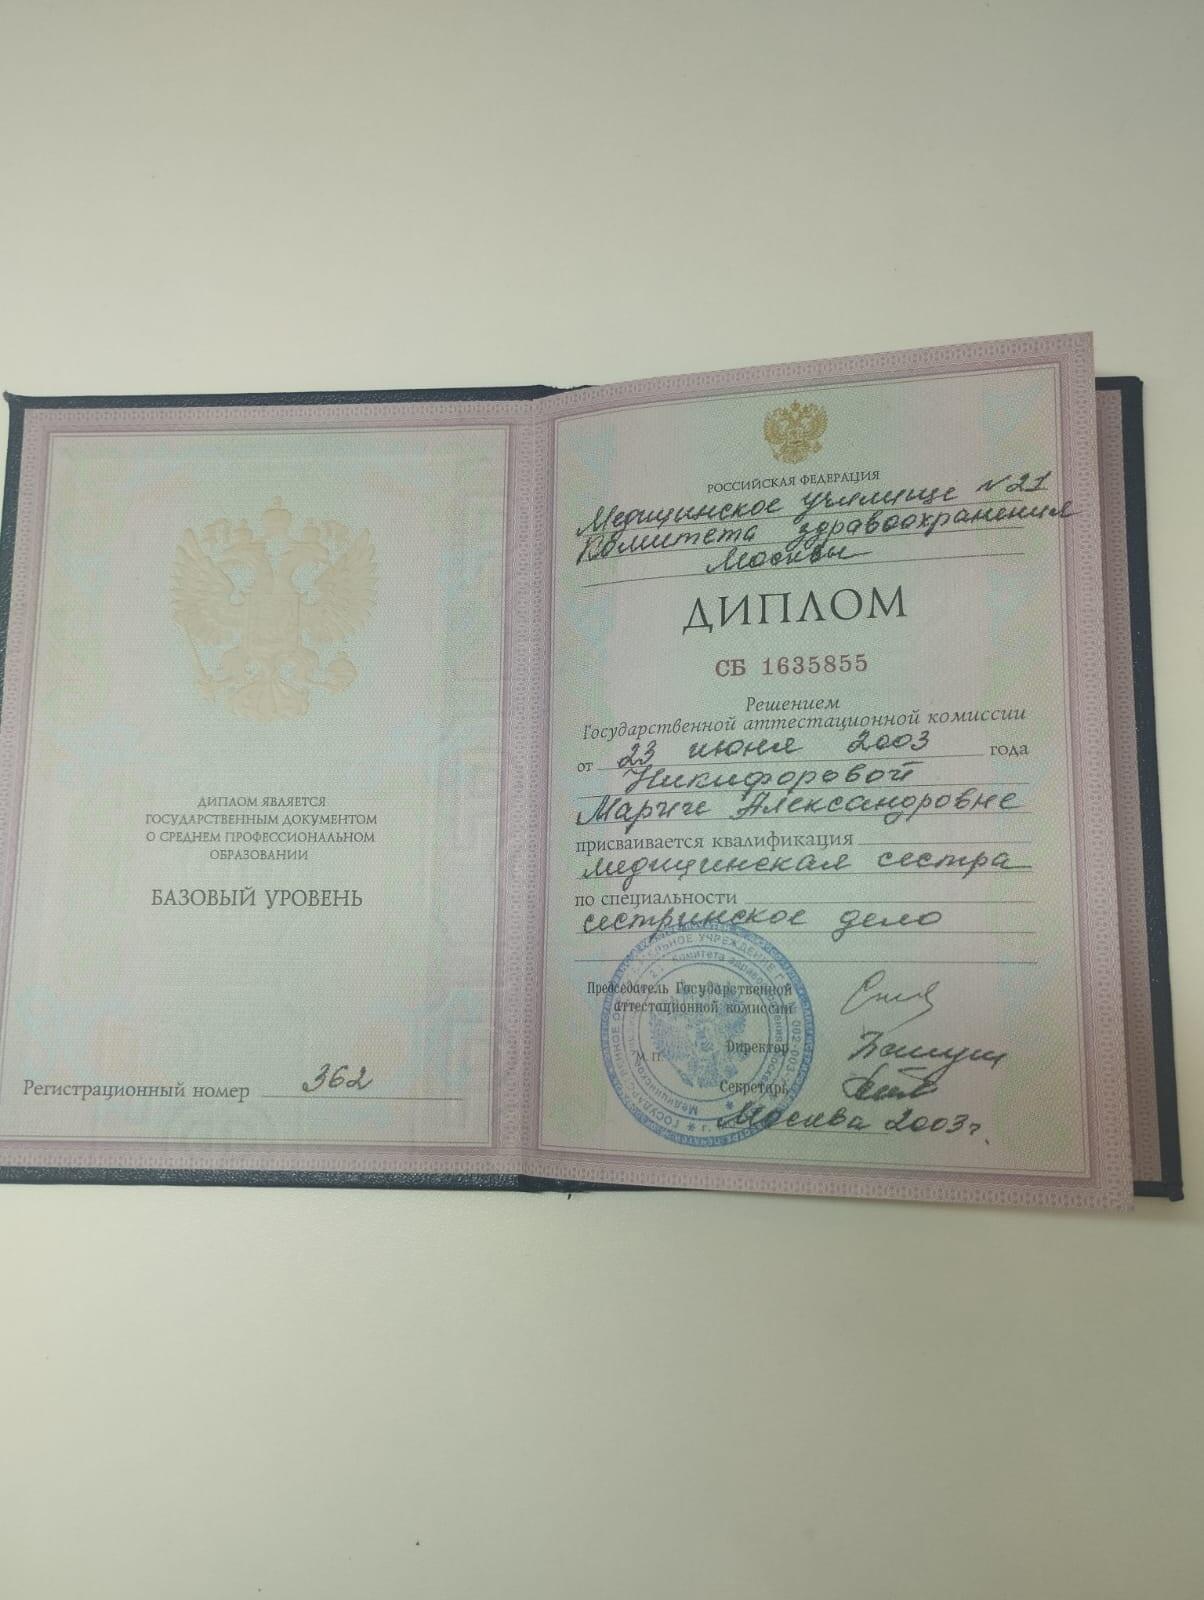 ДИПЛОМ ЯВЛЯЕТСЯ
ГОСУДАРСТВЕННЫМ ДОКУМЕНТОМ
О СРЕДНЕМ ПРОФЕССИОНАЛЬНОМ
ОБРАЗОВАНИИ
БАЗОВЫЙ УРОВЕНЬ
Регистрационный номер 362
РОССИЙСКАЯ ФЕДЕРАЦИЯ
Медицинское училище №21
Комитета здравоохранения
Москвы
ДИПЛОМ
СБ 1635855
Решением
Государственной аттестационной комиссии
от 23 июня 2003 года
Никифоровой
Марине Александровне
присваивается квалификация
медицинская сестра
по специальности
сестринское дело
Председатель Государственной
аттестационной комиссии
Директор
М. П.
Секретарь
Москва 2003г.